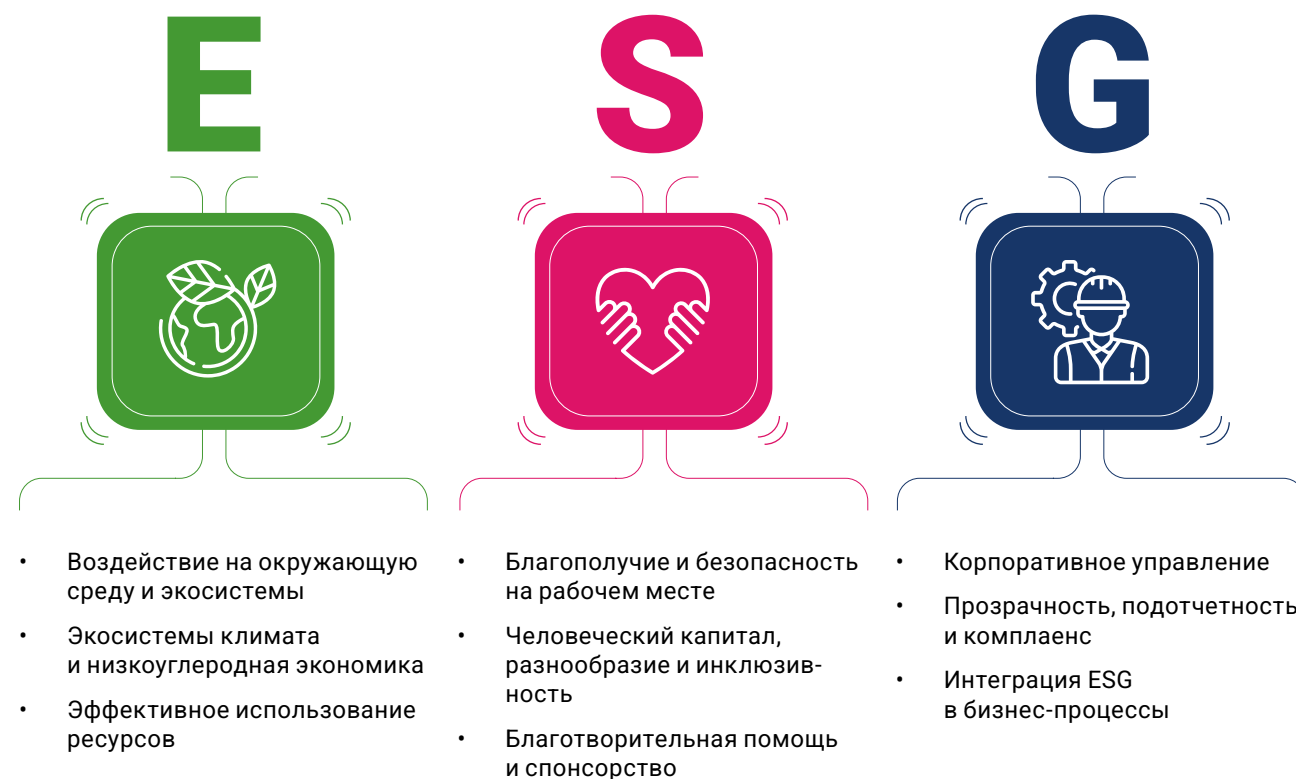 E
S
G
• Воздействие на окружающую
среду и экосистемы
• Экосистемы климата
и низкоуглеродная экономика
• Эффективное использование
ресурсов
• Благополучие и безопасность
на рабочем месте
• Человеческий капитал,
разнообразие и инклюзив-
ность
• Благотворительная помощь
и спонсорство
• Корпоративное управление
• Прозрачность, подотчетность
и комплаенс
• Интеграция ESG
в бизнес-процессы